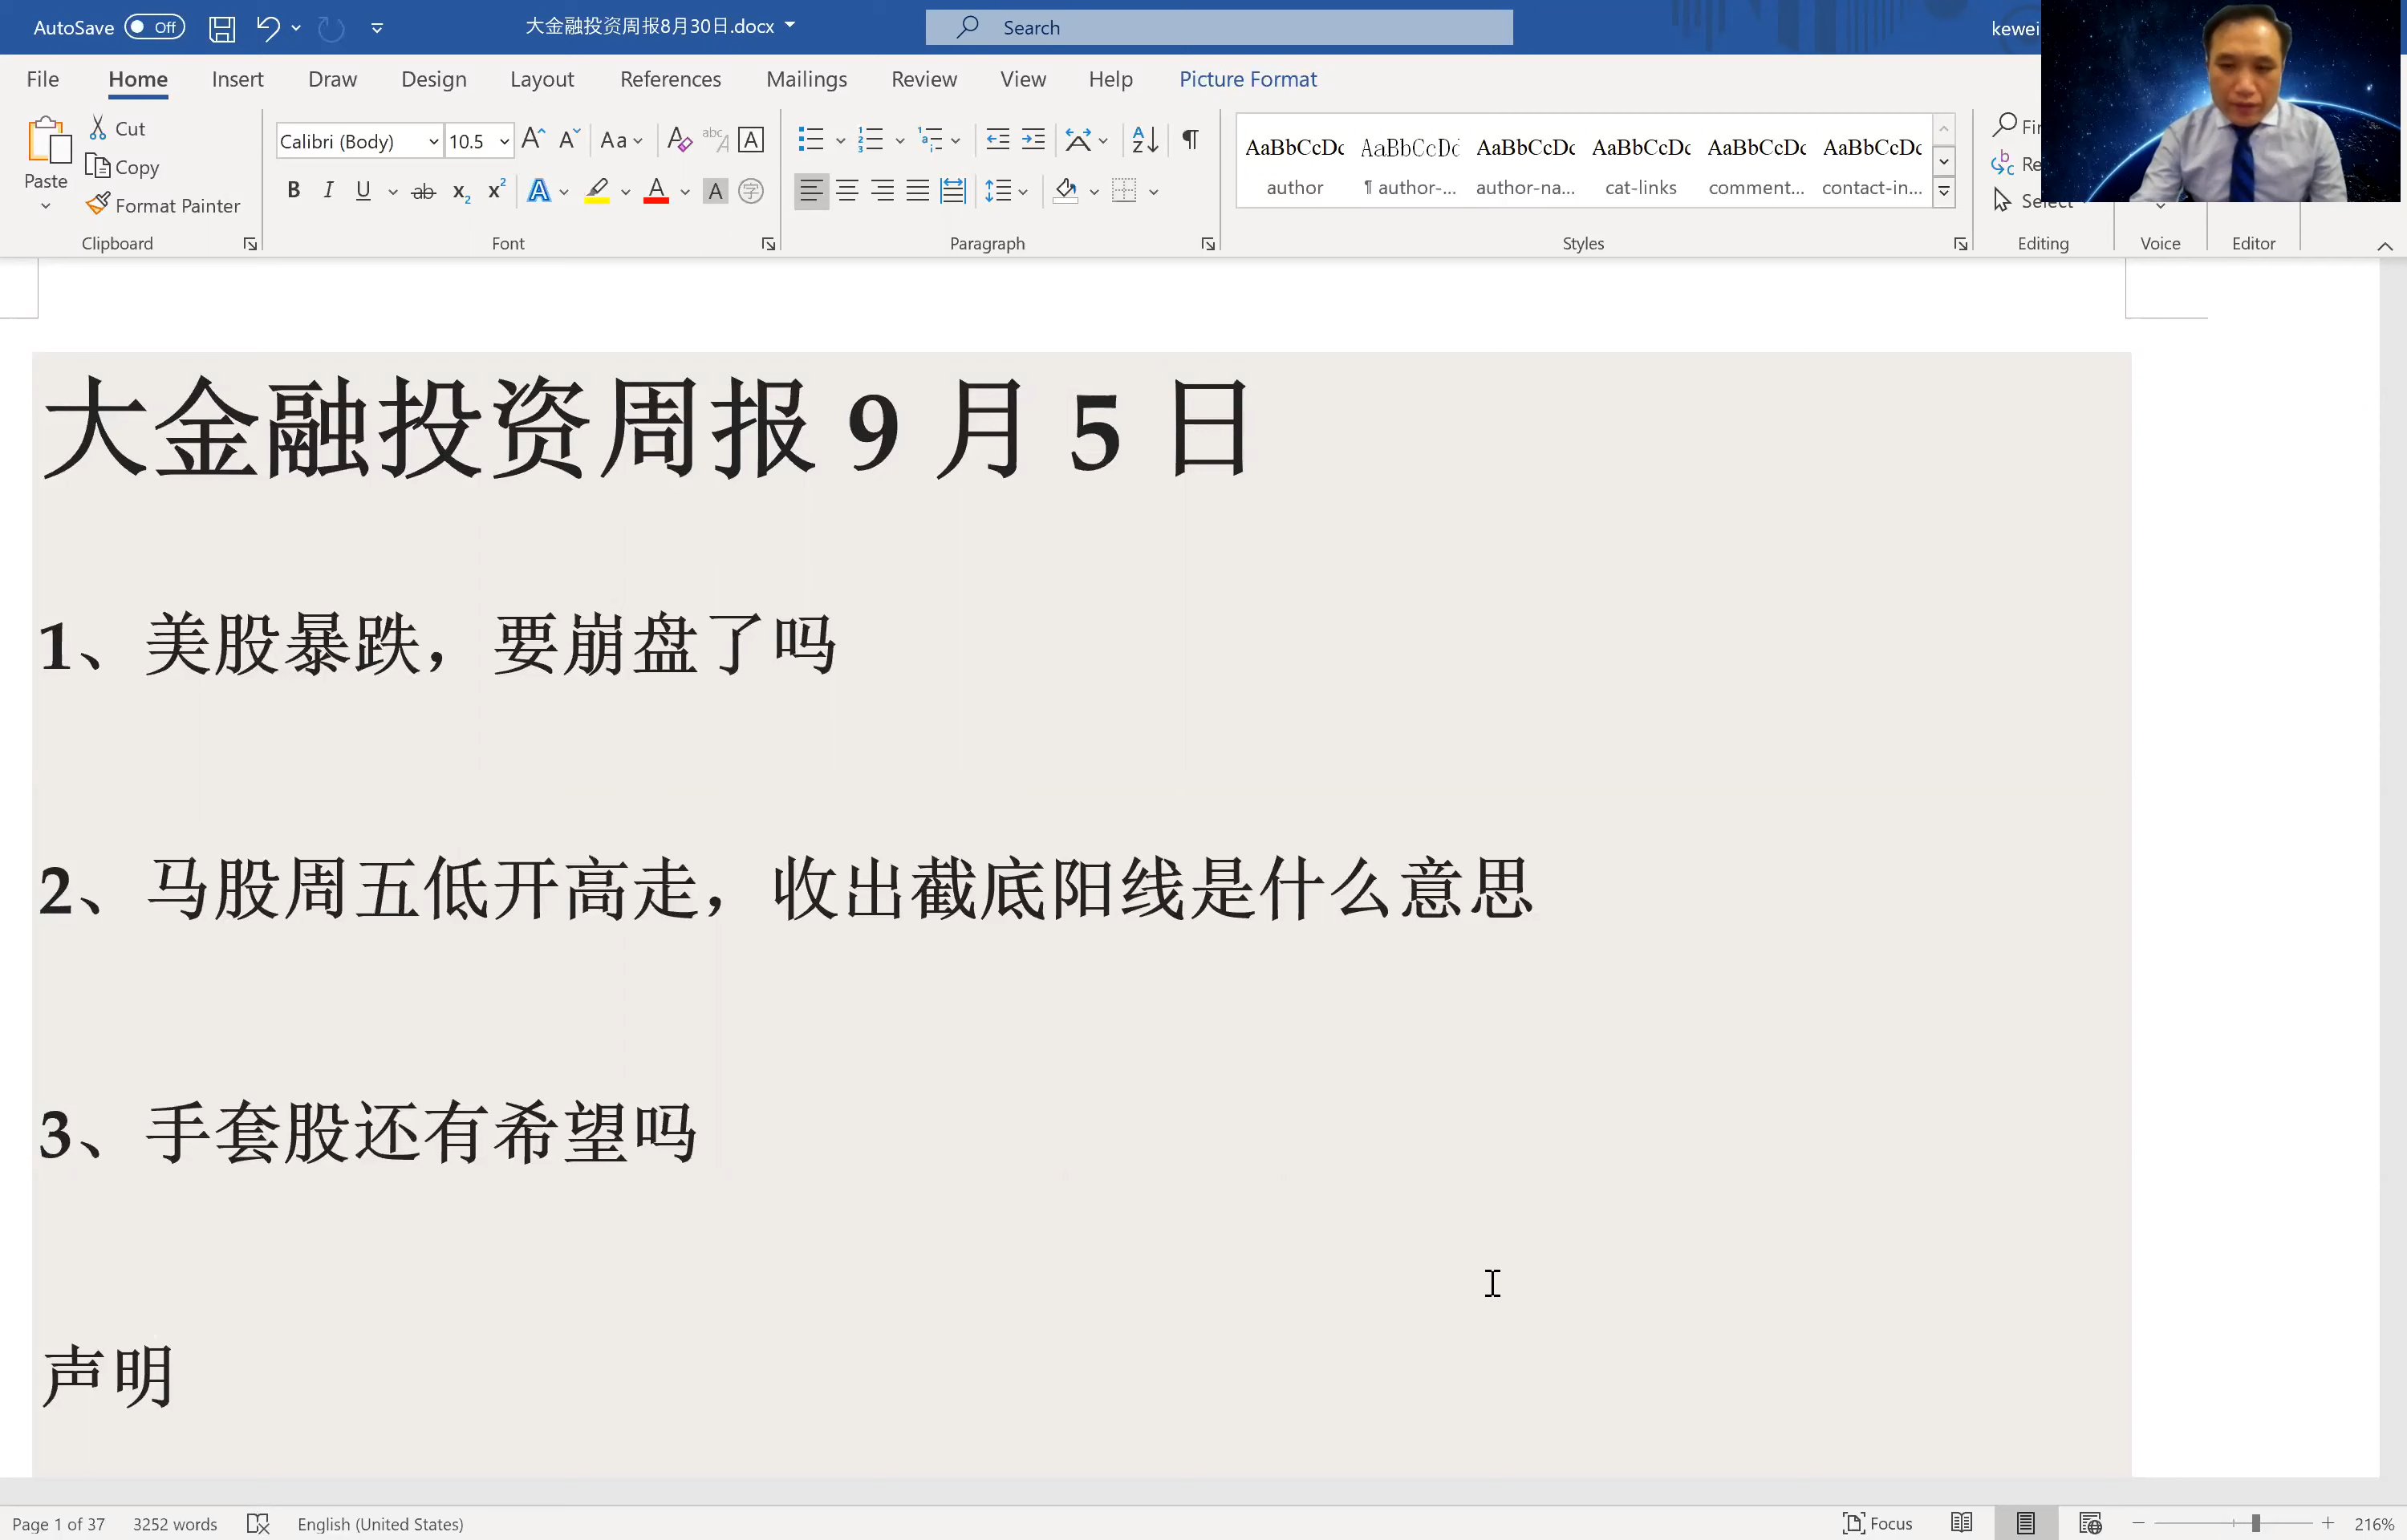 AutoSave Off 大金融投资周报8月30日.docx Search kewei
File Home Insert Draw Design Layout References Mailings Review View Help Picture Format
Paste Cut Copy Format Painter
Calibri (Body) 10.5
AaBbCcDc AaBbCcDc AaBbCcDc AaBbCcDc AaBbCcDc AaBbCcDc
author ¶ author-... author-na... cat-links comment... contact-in...
Select
Clipboard Font Paragraph Styles Editing Voice Editor
大金融投资周报 9 月 5 日
1、美股暴跌，要崩盘了吗
2、马股周五低开高走，收出截底阳线是什么意思
3、手套股还有希望吗
声明
Page 1 of 37 3252 words English (United States) Focus 216%